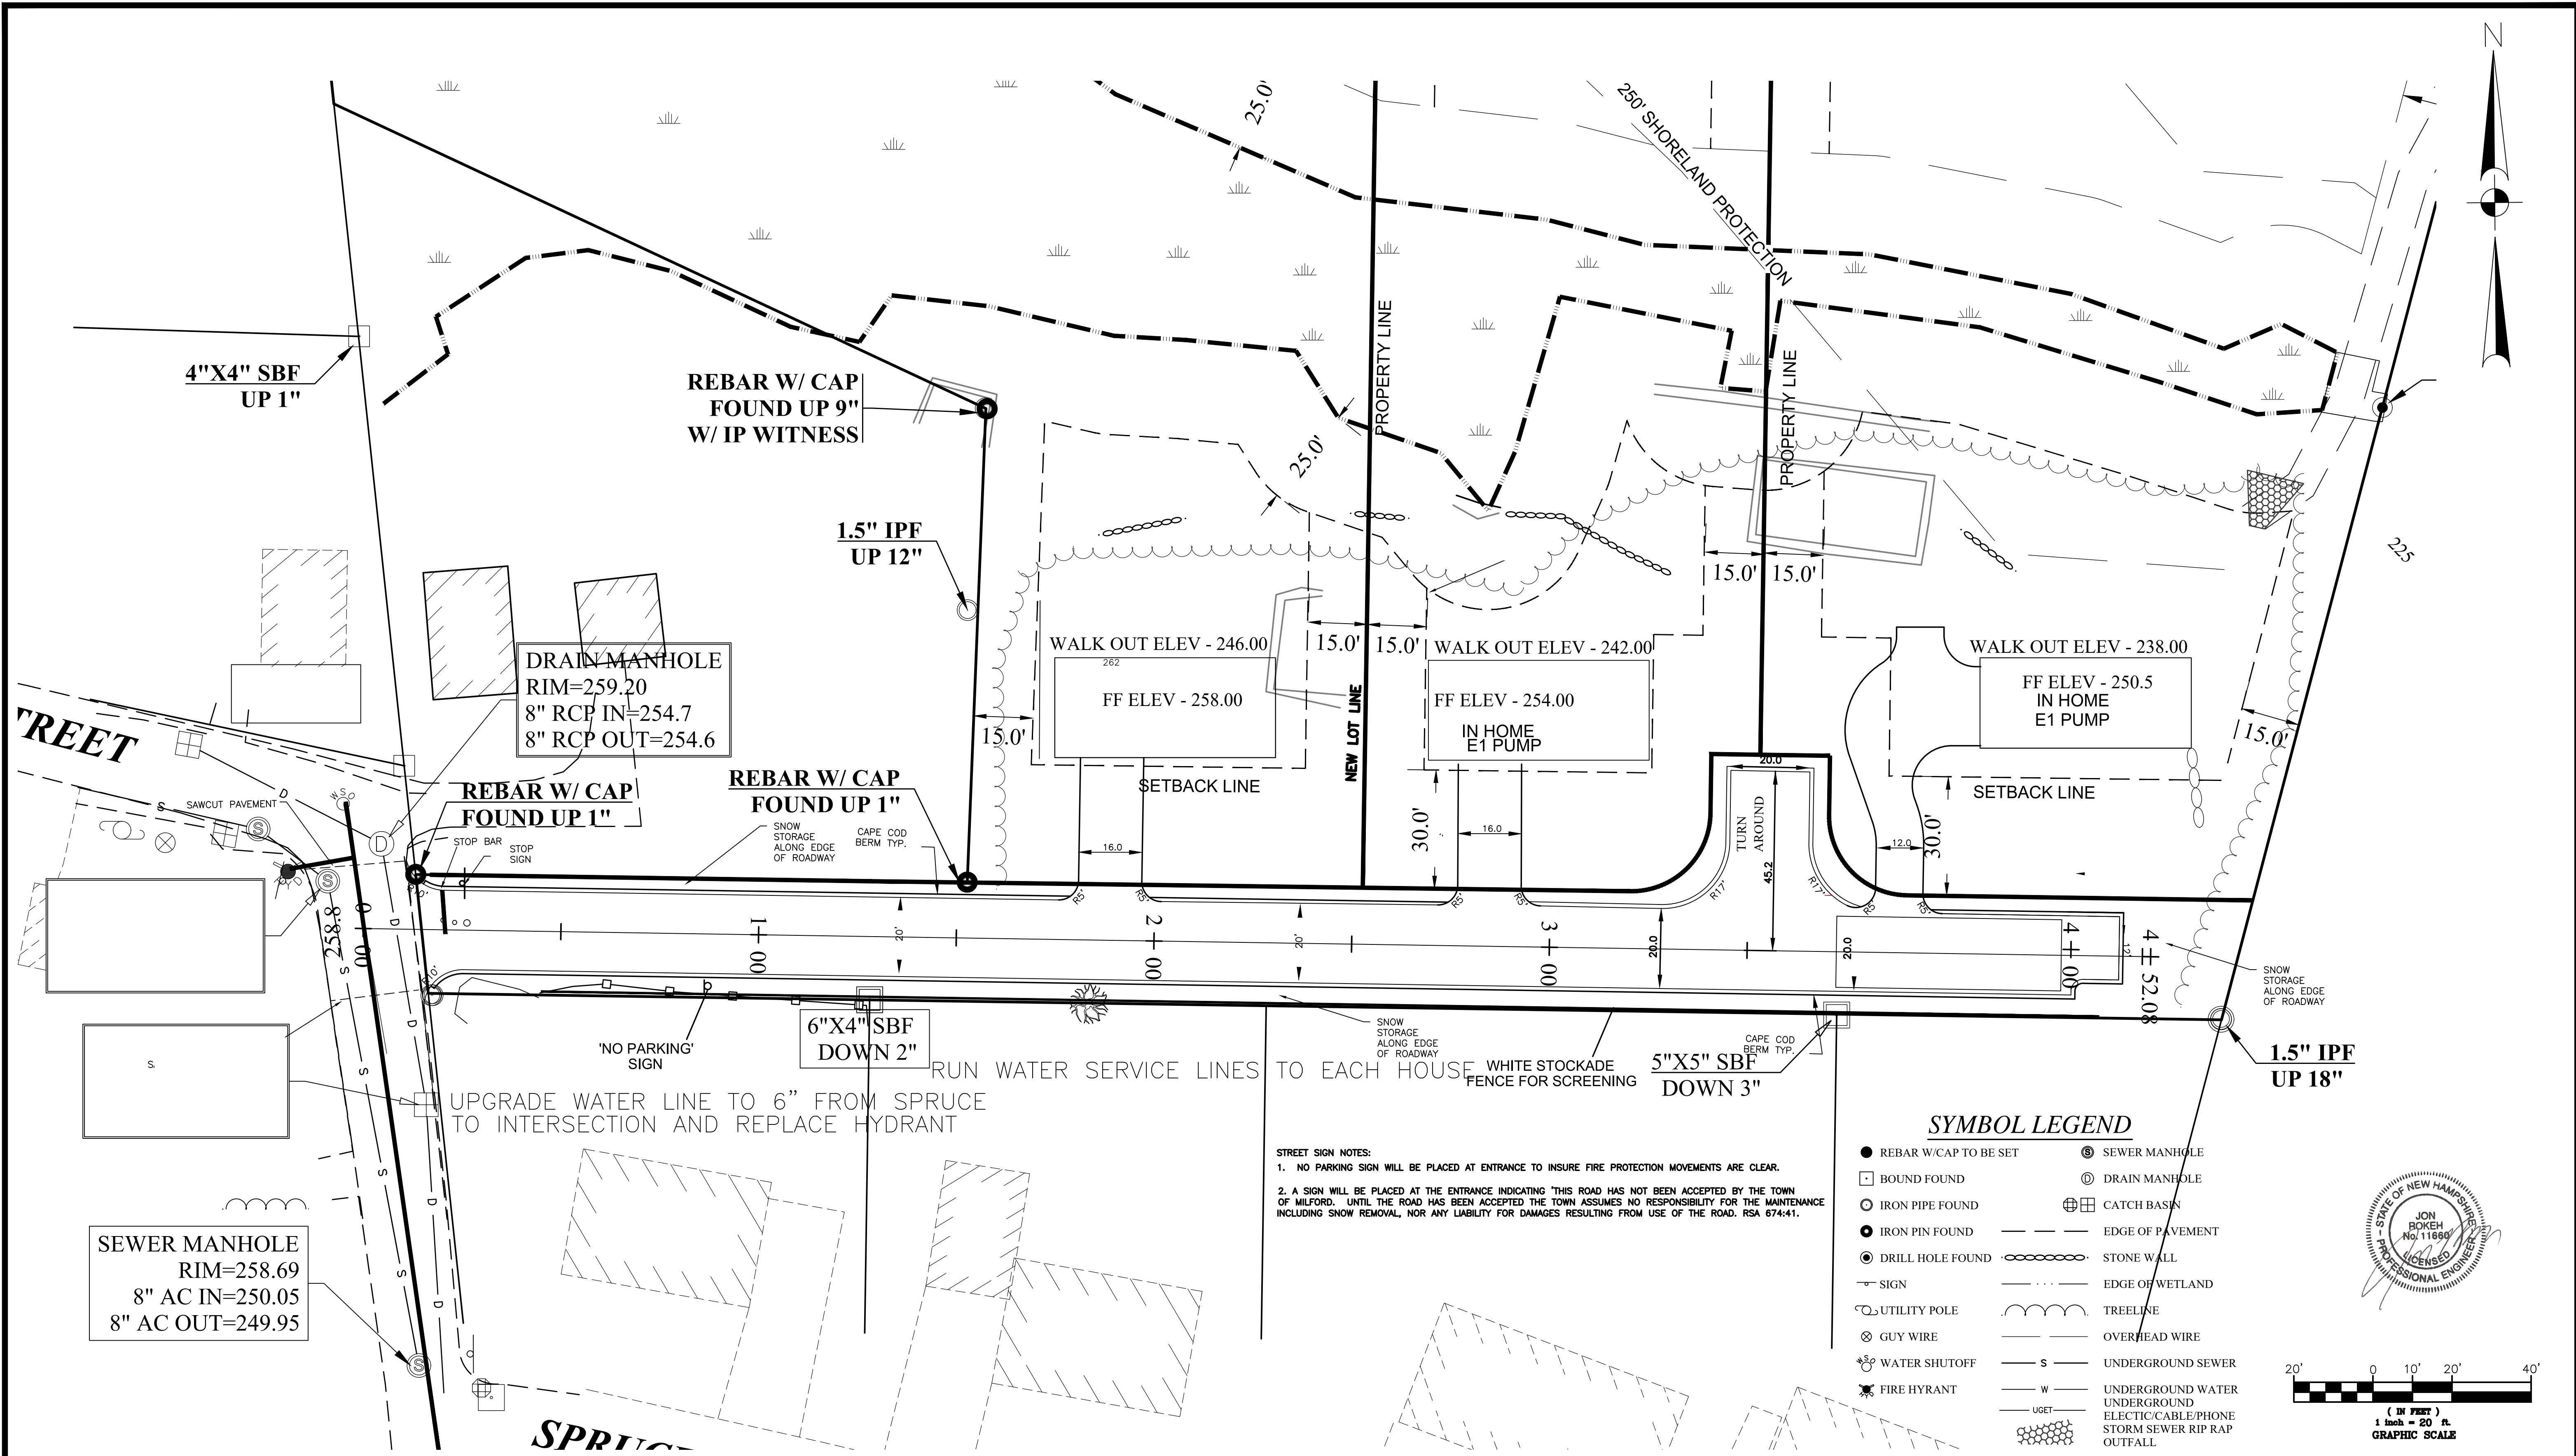 N
25.0'
250' SHORELAND PROTECTION
PROPERTY LINE
PROPERTY LINE
4"X4" SBF
UP 1"
REBAR W/ CAP
FOUND UP 9"
W/ IP WITNESS
25.0'
1.5" IPF
UP 12"
15.0'
15.0'
225
DRAIN MANHOLE
RIM=259.20
8" RCP IN=254.7
8" RCP OUT=254.6
WALK OUT ELEV - 246.00
262
FF ELEV - 258.00
15.0'
15.0'
WALK OUT ELEV - 242.00
FF ELEV - 254.00
IN HOME
E1 PUMP
WALK OUT ELEV - 238.00
FF ELEV - 250.5
IN HOME
E1 PUMP
15.0'
15.0'
NEW LOT LINE
TREET
SETBACK LINE
SETBACK LINE
20.0
TURN
AROUND
45.2
30.0'
30.0'
16.0
16.0
12.0
REBAR W/ CAP
FOUND UP 1"
REBAR W/ CAP
FOUND UP 1"
SAWCUT PAVEMENT
S
D
WSO
S
D
S
HYD
STOP BAR
STOP
SIGN
SNOW
STORAGE
ALONG EDGE
OF ROADWAY
CAPE COD
BERM TYP.
R5'
R5'
R5'
R5'
R17'
R17'
R5'
R5'
258.8
0+00
1+00
2+00
3+00
4+00
4+52.08
20'
20'
20.0
20.0
12'
R10'
SNOW
STORAGE
ALONG EDGE
OF ROADWAY
'NO PARKING'
SIGN
6"X4" SBF
DOWN 2"
SNOW
STORAGE
ALONG EDGE
OF ROADWAY
WHITE STOCKADE
FENCE FOR SCREENING
CAPE COD
BERM TYP.
5"X5" SBF
DOWN 3"
1.5" IPF
UP 18"
RUN WATER SERVICE LINES TO EACH HOUSE
UPGRADE WATER LINE TO 6” FROM SPRUCE
TO INTERSECTION AND REPLACE HYDRANT
S
D
S
D
S
D
S
D
S
D
S
STREET SIGN NOTES:
1. NO PARKING SIGN WILL BE PLACED AT ENTRANCE TO INSURE FIRE PROTECTION MOVEMENTS ARE CLEAR.
2. A SIGN WILL BE PLACED AT THE ENTRANCE INDICATING 'THIS ROAD HAS NOT BEEN ACCEPTED BY THE TOWN
OF MILFORD. UNTIL THE ROAD HAS BEEN ACCEPTED THE TOWN ASSUMES NO RESPONSIBILITY FOR THE MAINTENANCE
INCLUDING SNOW REMOVAL, NOR ANY LIABILITY FOR DAMAGES RESULTING FROM USE OF THE ROAD. RSA 674:41.
SEWER MANHOLE
RIM=258.69
8" AC IN=250.05
8" AC OUT=249.95
S
SPRUCE
SYMBOL LEGEND
REBAR W/CAP TO BE SET
BOUND FOUND
IRON PIPE FOUND
IRON PIN FOUND
DRILL HOLE FOUND
SIGN
UTILITY POLE
GUY WIRE
WSO WATER SHUTOFF
FIRE HYRANT
S SEWER MANHOLE
D DRAIN MANHOLE
CATCH BASIN
EDGE OF PAVEMENT
STONE WALL
EDGE OF WETLAND
TREELINE
OVERHEAD WIRE
S UNDERGROUND SEWER
W UNDERGROUND WATER
UGET UNDERGROUND
ELECTIC/CABLE/PHONE
STORM SEWER RIP RAP
OUTFALL
STATE OF NEW HAMPSHIRE
JON
ROKEH
No. 11660
LICENSED
PROFESSIONAL ENGINEER
20' 0 10' 20' 40'
( IN FEET )
1 inch = 20 ft.
GRAPHIC SCALE